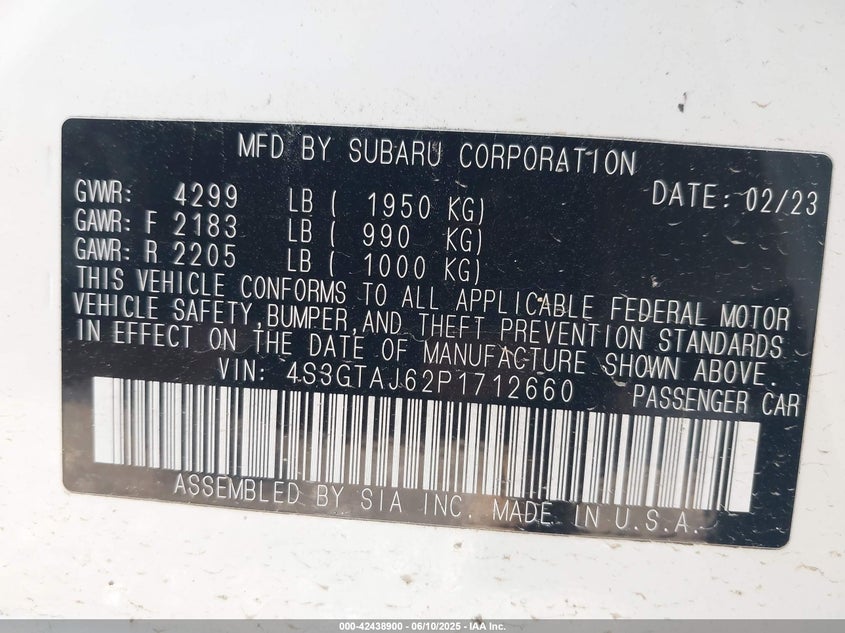 MFD BY SUBARU CORPORATION
GVWR: 4299 LB ( 1950 KG) DATE: 02/23
GAWR: F 2183 LB ( 990 KG)
GAWR: R 2205 LB ( 1000 KG)
THIS VEHICLE CONFORMS TO ALL APPLICABLE FEDERAL MOTOR
VEHICLE SAFETY, BUMPER, AND THEFT PREVENTION STANDARDS
IN EFFECT ON THE DATE OF MANUFACTURE SHOWN ABOVE.
VIN: 4S3GTAJ62P1712660 PASSENGER CAR
ASSEMBLED BY SIA INC. MADE IN U.S.A.
000-42438900 - 06/10/2025 - IAA Inc.